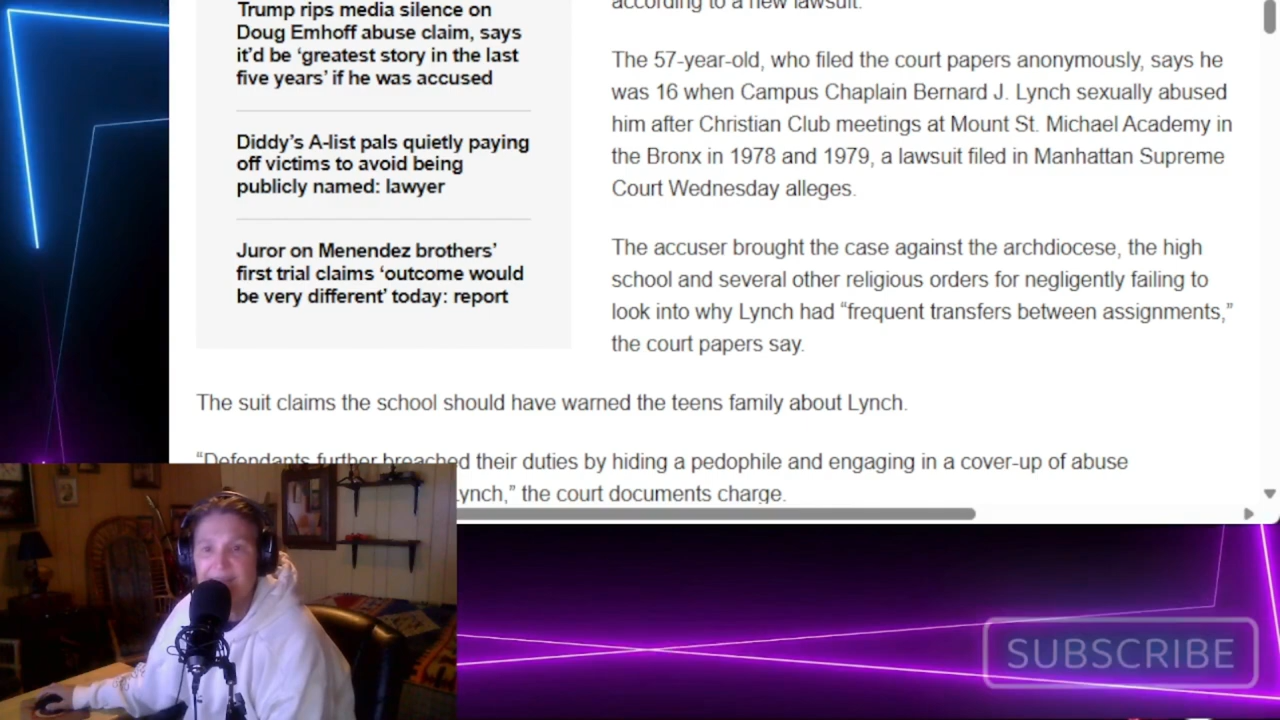 Trump rips media silence on
Doug Emhoff abuse claim, says
it'd be ‘greatest story in the last
five years’ if he was accused
Diddy’s A-list pals quietly paying
off victims to avoid being
publicly named: lawyer
Juror on Menendez brothers’
first trial claims ‘outcome would
be very different’ today: report
according to a new lawsuit.
The 57-year-old, who filed the court papers anonymously, says he
was 16 when Campus Chaplain Bernard J. Lynch sexually abused
him after Christian Club meetings at Mount St. Michael Academy in
the Bronx in 1978 and 1979, a lawsuit filed in Manhattan Supreme
Court Wednesday alleges.
The accuser brought the case against the archdiocese, the high
school and several other religious orders for negligently failing to
look into why Lynch had “frequent transfers between assignments,”
the court papers say.
The suit claims the school should have warned the teens family about Lynch.
“Defendants further breached their duties by hiding a pedophile and engaging in a cover-up of abuse
ynch,” the court documents charge.
SUBSCRIBE